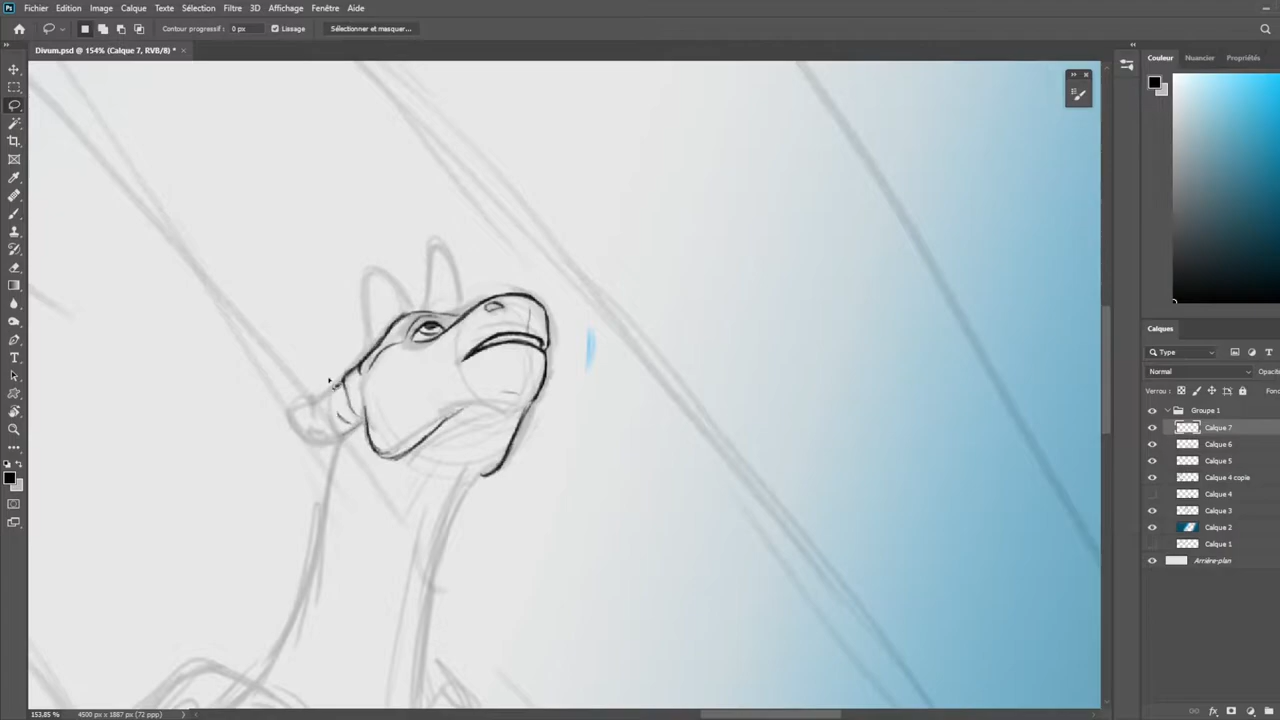 Ps Fichier Edition Image Calque Texte Sélection Filtre 3D Affichage Fenêtre Aide
Contour progressif : 0 px Lissage Sélectionner et masquer...
Divum.psd @ 154% (Calque 7, RVB/8) *
Couleur Nuancier Propriétés
Calques
Type
Normal
Verrou :
Groupe 1
Calque 7
Calque 6
Calque 5
Calque 4 copie
Calque 4
Calque 3
Calque 2
Calque 1
Arrière-plan
153,85 % 4500 px x 1887 px (72 ppp)